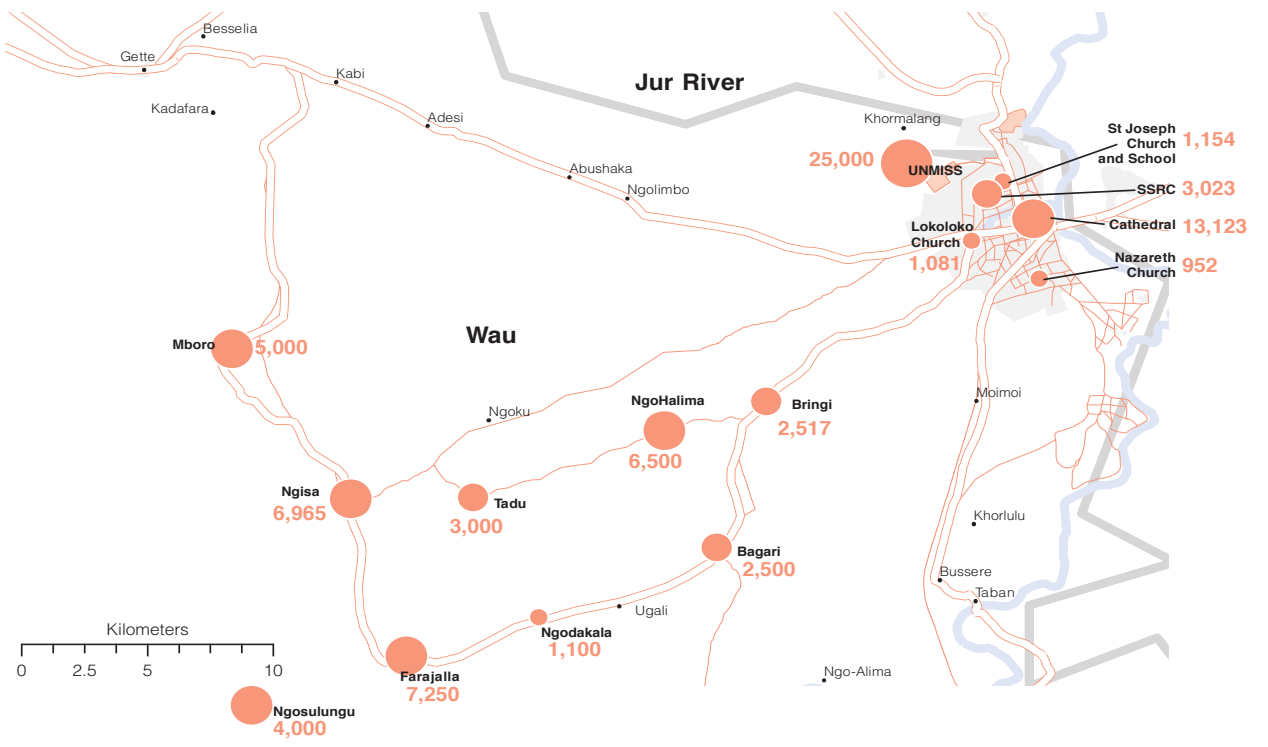 Besselia
Gette
Kabi
Jur River
Kadafara
Adesi
Khormalang
St Joseph
Church
and School
1,154
25,000
UNMISS
Abushaka
SSRC
3,023
Ngolimbo
Cathedral
13,123
Lokoloko
Church
1,081
Nazareth
Church
952
Wau
Mboro
5,000
Moimoi
NgoHalima
6,500
Bringi
2,517
Ngoku
Ngisa
6,965
Tadu
3,000
Khorlulu
Bagari
2,500
Bussere
Taban
Ugali
Ngodakala
1,100
Kilometers
0 2.5 5 10
Farajalla
7,250
Ngo-Alima
Ngosulungu
4,000